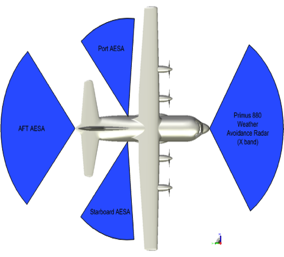 Port AESA
AFT AESA
Primus 880
Weather
Avoidance Radar
(X band)
Starboard AESA